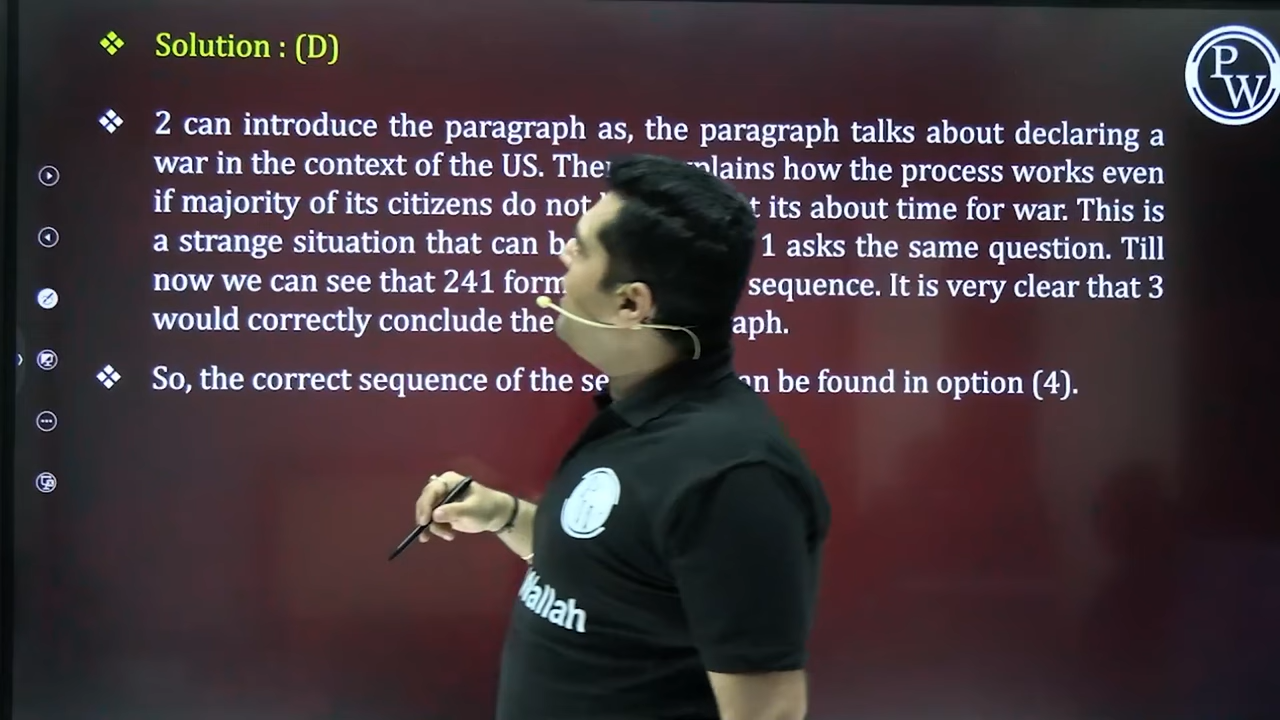 ❖ Solution : (D)
❖ 2 can introduce the paragraph as, the paragraph talks about declaring a
war in the context of the US. plains how the process works even
if majority of its citizens do not its about time for war. This is
a strange situation that can 1 asks the same question. Till
now we can see that 241 sequence. It is very clear that 3
would correctly conclude the
❖ So, the correct sequence of the can be found in option (4).
PW
Wallah